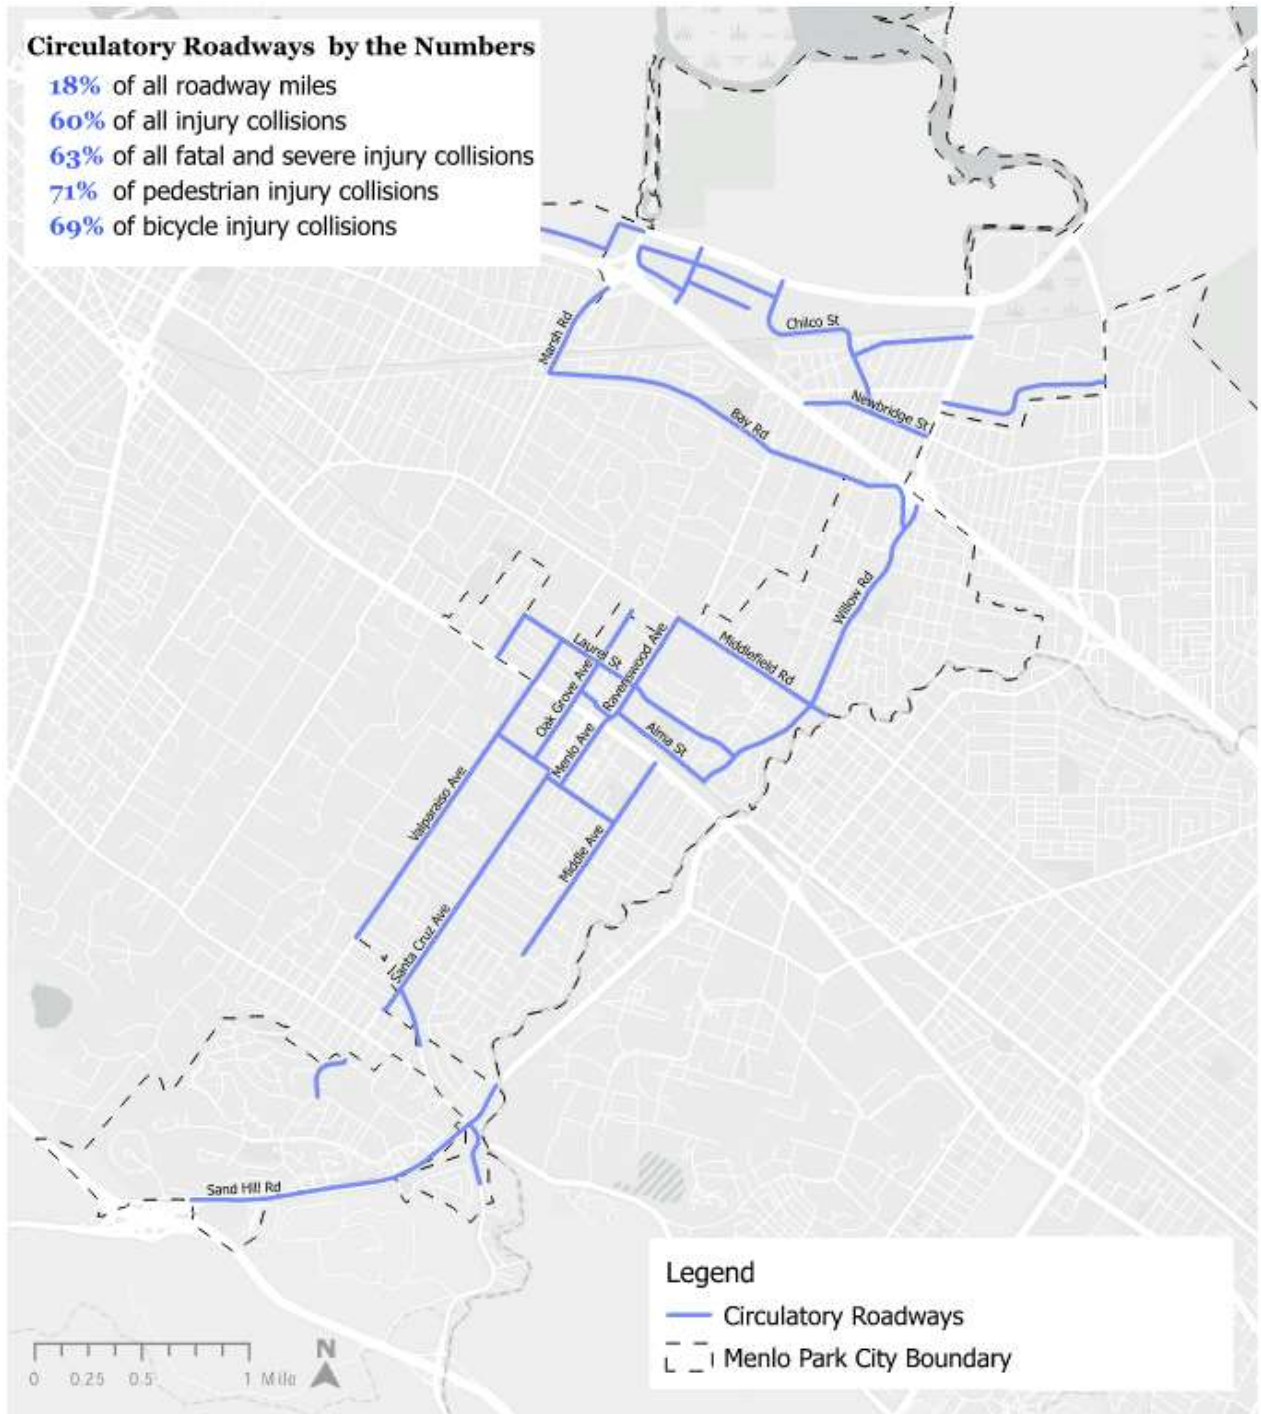 Circulatory Roadways by the Numbers
18% of all roadway miles
60% of all injury collisions
63% of all fatal and severe injury collisions
71% of pedestrian injury collisions
69% of bicycle injury collisions
Marsh Rd
Chilco St
Newbridge St
Bay Rd
Willow Rd
Laurel St
Ravenswood Ave
Middlefield Rd
Oak Grove Ave
Menlo Ave
Alma St
Valparaiso Ave
Middle Ave
Santa Cruz Ave
Sand Hill Rd
Legend
Circulatory Roadways
Menlo Park City Boundary
N
0 0.25 0.5 1 Mile